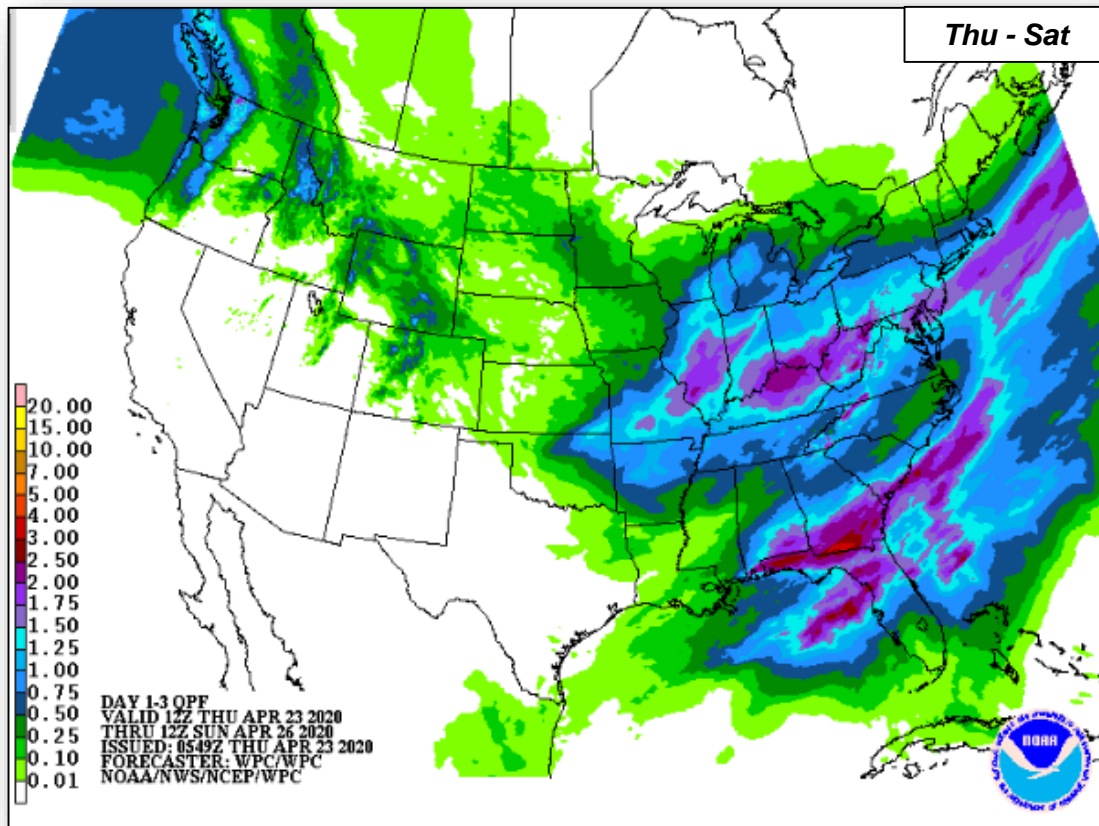 Thu - Sat
20.00
15.00
10.00
7.00
5.00
4.00
3.00
2.50
2.00
1.75
1.50
1.25
1.00
0.75
0.50
0.25
0.10
0.01
DAY 1-3 QPF
VALID 12Z THU APR 23 2020
THRU 12Z SUN APR 26 2020
ISSUED: 0549Z THU APR 23 2020
FORECASTER: WPC/WPC
NOAA/NWS/NCEP/WPC
NOAA